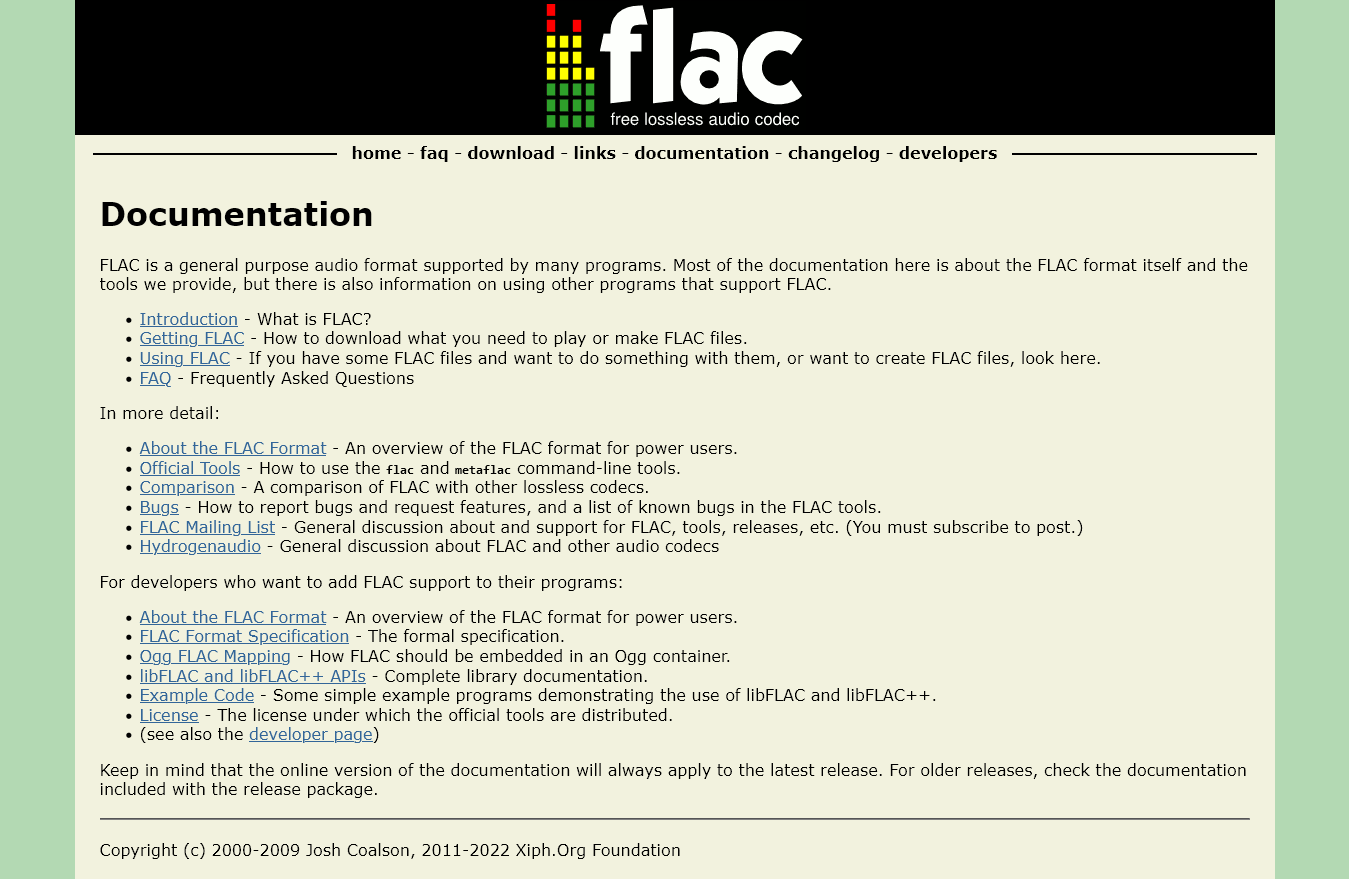 flac
free lossless audio codec
home - faq - download - links - documentation - changelog - developers
Documentation
FLAC is a general purpose audio format supported by many programs. Most of the documentation here is about the FLAC format itself and the
tools we provide, but there is also information on using other programs that support FLAC.
• Introduction - What is FLAC?
• Getting FLAC - How to download what you need to play or make FLAC files.
• Using FLAC - If you have some FLAC files and want to do something with them, or want to create FLAC files, look here.
• FAQ - Frequently Asked Questions
In more detail:
• About the FLAC Format - An overview of the FLAC format for power users.
• Official Tools - How to use the flac and metaflac command-line tools.
• Comparison - A comparison of FLAC with other lossless codecs.
• Bugs - How to report bugs and request features, and a list of known bugs in the FLAC tools.
• FLAC Mailing List - General discussion about and support for FLAC, tools, releases, etc. (You must subscribe to post.)
• Hydrogenaudio - General discussion about FLAC and other audio codecs
For developers who want to add FLAC support to their programs:
• About the FLAC Format - An overview of the FLAC format for power users.
• FLAC Format Specification - The formal specification.
• Ogg FLAC Mapping - How FLAC should be embedded in an Ogg container.
• libFLAC and libFLAC++ APIs - Complete library documentation.
• Example Code - Some simple example programs demonstrating the use of libFLAC and libFLAC++.
• License - The license under which the official tools are distributed.
• (see also the developer page)
Keep in mind that the online version of the documentation will always apply to the latest release. For older releases, check the documentation
included with the release package.
Copyright (c) 2000-2009 Josh Coalson, 2011-2022 Xiph.Org Foundation